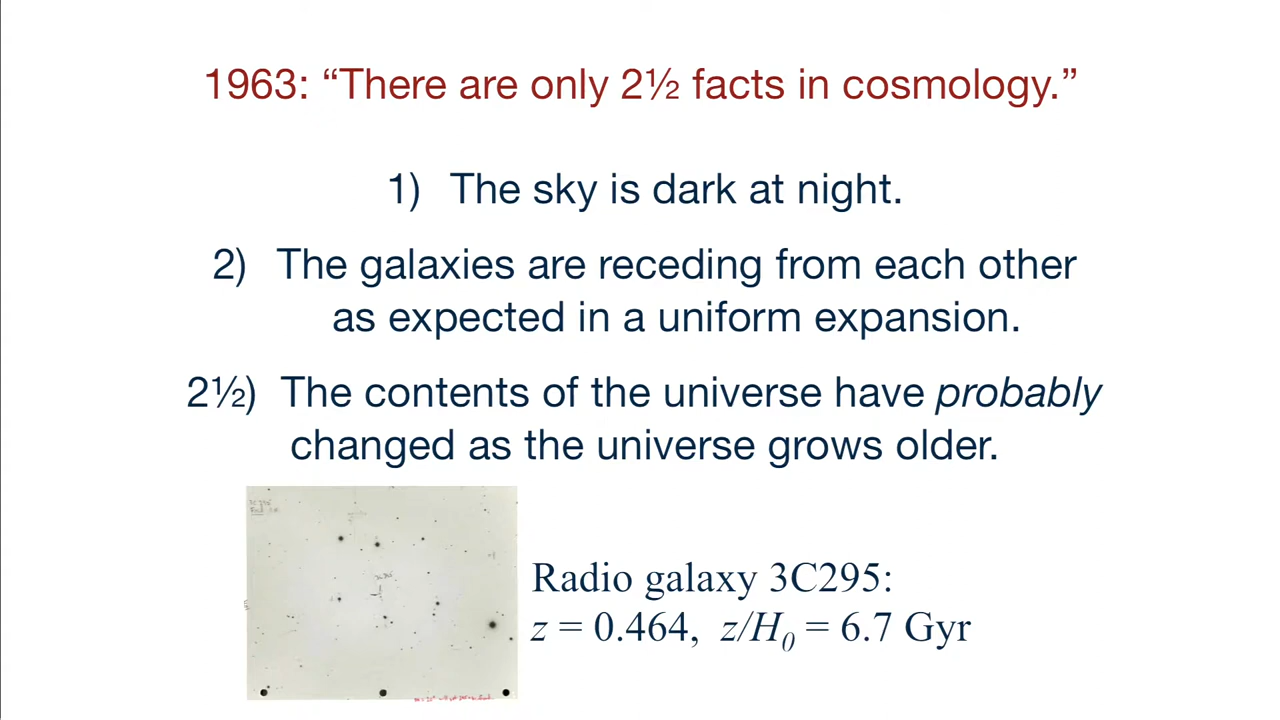 1963: “There are only 2½ facts in cosmology.”
1) The sky is dark at night.
2) The galaxies are receding from each other
as expected in a uniform expansion.
2½) The contents of the universe have probably
changed as the universe grows older.
Radio galaxy 3C295:
z = 0.464, z/H₀ = 6.7 Gyr